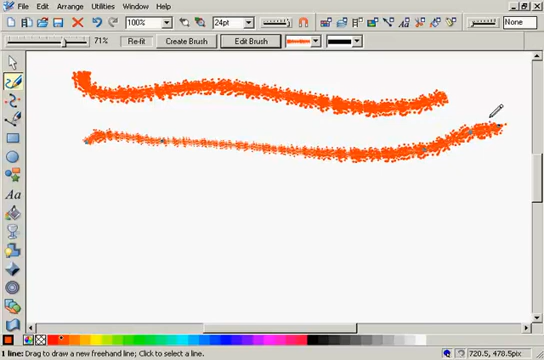 File Edit Arrange Utilities Window Help
100% 24pt None
71% Re-fit Create Brush Edit Brush
Aa
1 line: Drag to draw a new freehand line; Click to select a line. 720.5, 478.5pix